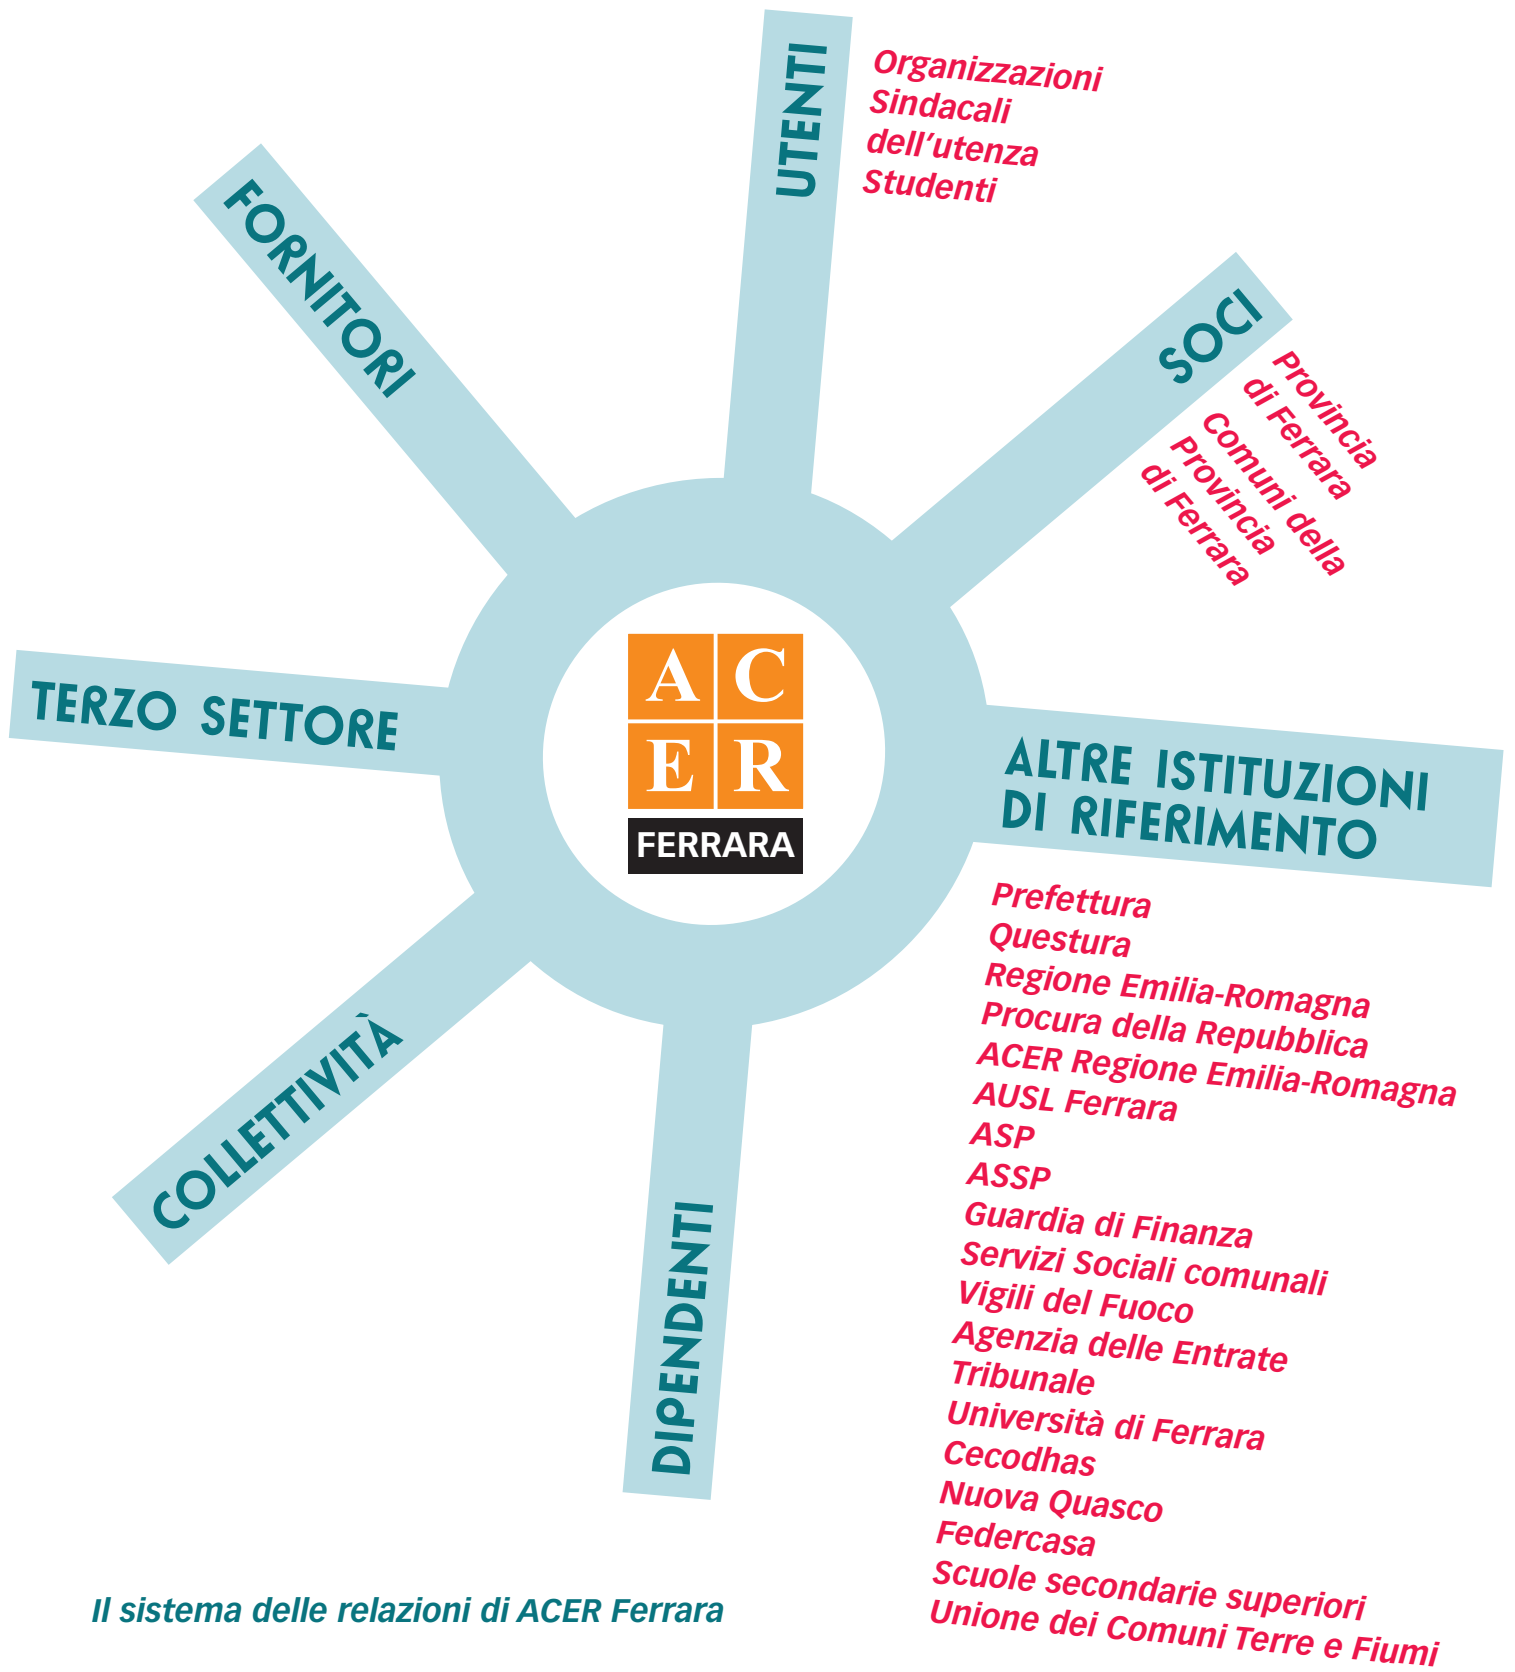 UTENTI
Organizzazioni
Sindacali
dell'utenza
Studenti
SOCI
Provincia
di Ferrara
Comuni della
Provincia
di Ferrara
ALTRE ISTITUZIONI
DI RIFERIMENTO
Prefettura
Questura
Regione Emilia-Romagna
Procura della Repubblica
ACER Regione Emilia-Romagna
AUSL Ferrara
ASP
ASSP
Guardia di Finanza
Servizi Sociali comunali
Vigili del Fuoco
Agenzia delle Entrate
Tribunale
Università di Ferrara
Cecodhas
Nuova Quasco
Federcasa
Scuole secondarie superiori
Unione dei Comuni Terre e Fiumi
DIPENDENTI
COLLETTIVITÀ
TERZO SETTORE
FORNITORI
AC
ER
FERRARA
Il sistema delle relazioni di ACER Ferrara